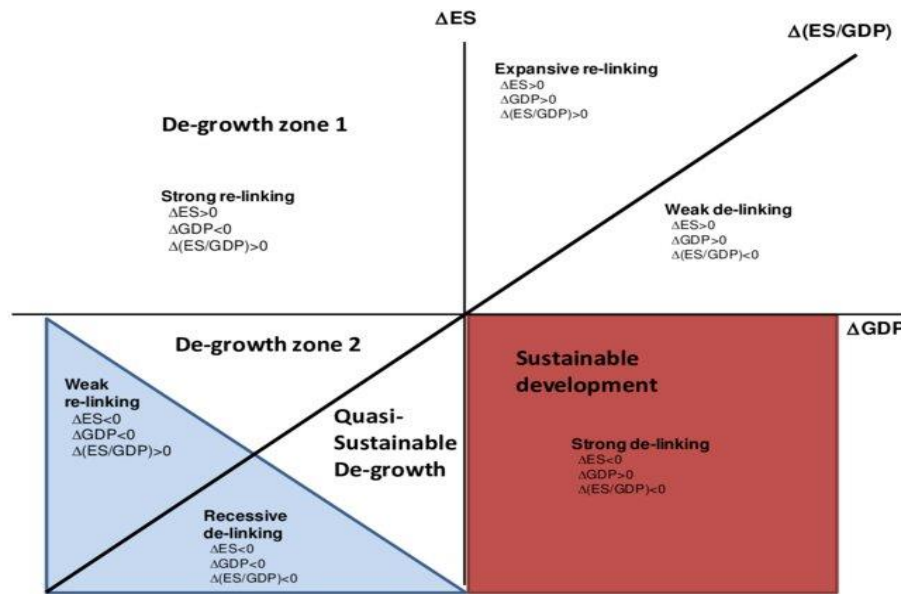 ΔES
Δ(ES/GDP)
Expansive re-linking
ΔES>0
ΔGDP>0
Δ(ES/GDP)>0
De-growth zone 1
Strong re-linking
ΔES>0
ΔGDP<0
Δ(ES/GDP)>0
Weak de-linking
ΔES>0
ΔGDP>0
Δ(ES/GDP)<0
ΔGDP
De-growth zone 2
Weak
re-linking
ΔES<0
ΔGDP<0
Δ(ES/GDP)>0
Quasi-
Sustainable
De-growth
Sustainable
development
Strong de-linking
ΔES<0
ΔGDP>0
Δ(ES/GDP)<0
Recessive
de-linking
ΔES<0
ΔGDP<0
Δ(ES/GDP)<0